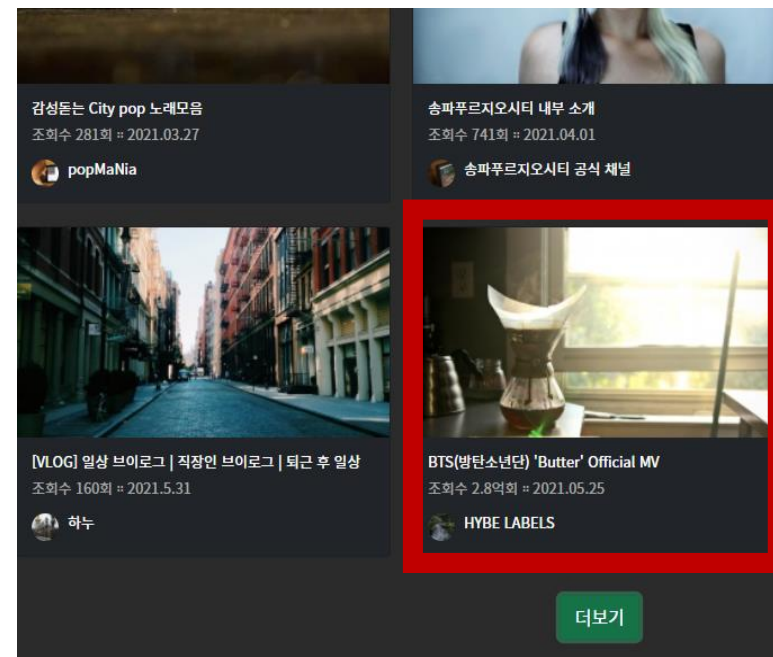 감성돋는 City pop 노래모음
조회수 281회 :: 2021.03.27
popMaNia
송파푸르지오시티 내부 소개
조회수 741회 :: 2021.04.01
송파푸르지오시티 공식 채널
[VLOG] 일상 브이로그 | 직장인 브이로그 | 퇴근 후 일상
조회수 160회 :: 2021.5.31
하누
BTS(방탄소년단) 'Butter' Official MV
조회수 2.8억회 :: 2021.05.25
HYBE LABELS
더보기